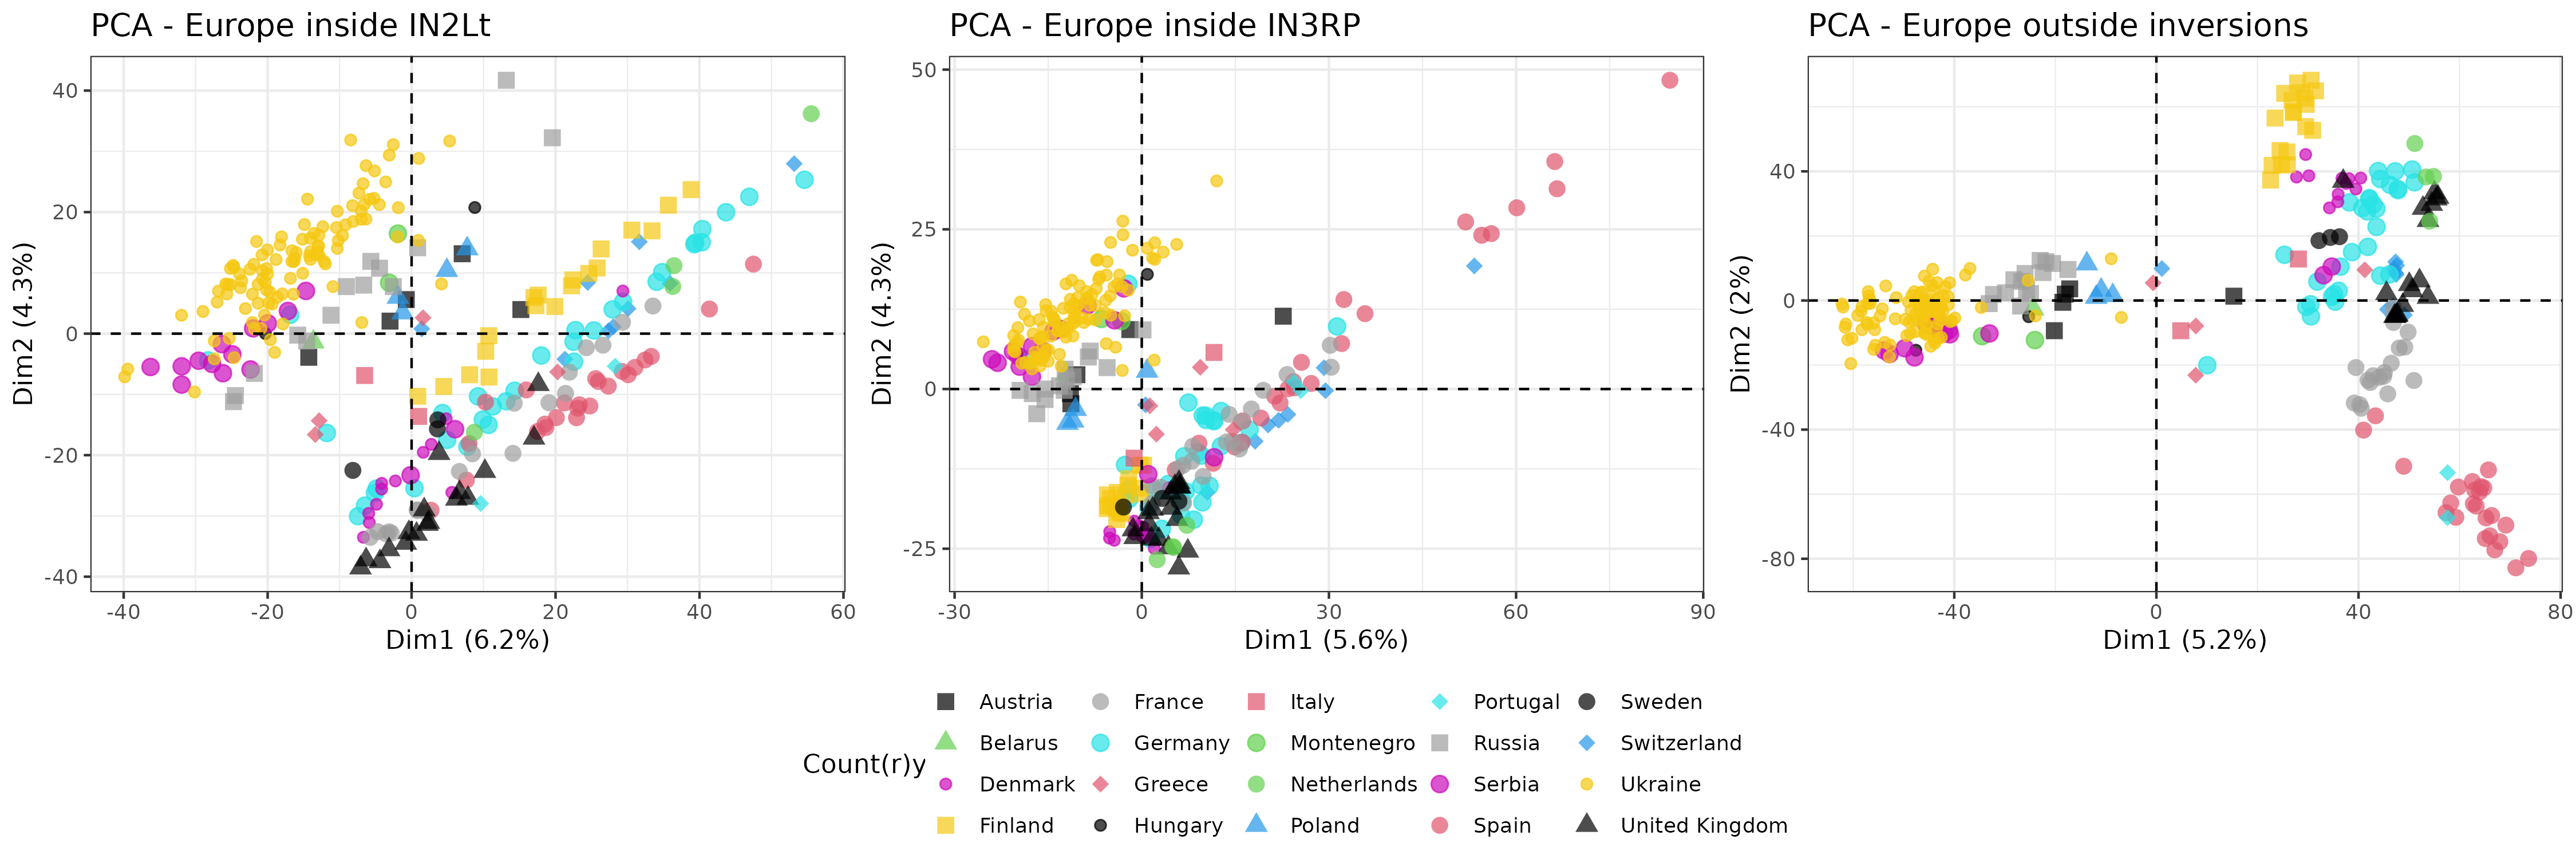 PCA - Europe inside IN2Lt
PCA - Europe inside IN3RP
PCA - Europe outside inversions
Dim2 (4.3%)
40
20
0
-20
-40
-40
-20
0
20
40
60
Dim1 (6.2%)
Dim2 (4.3%)
50
25
0
-25
-30
0
30
60
90
Dim1 (5.6%)
Dim2 (2%)
40
0
-40
-80
-40
0
40
80
Dim1 (5.2%)
Count(r)y
Austria
France
Italy
Portugal
Sweden
Belarus
Germany
Montenegro
Russia
Switzerland
Denmark
Greece
Netherlands
Serbia
Ukraine
Finland
Hungary
Poland
Spain
United Kingdom